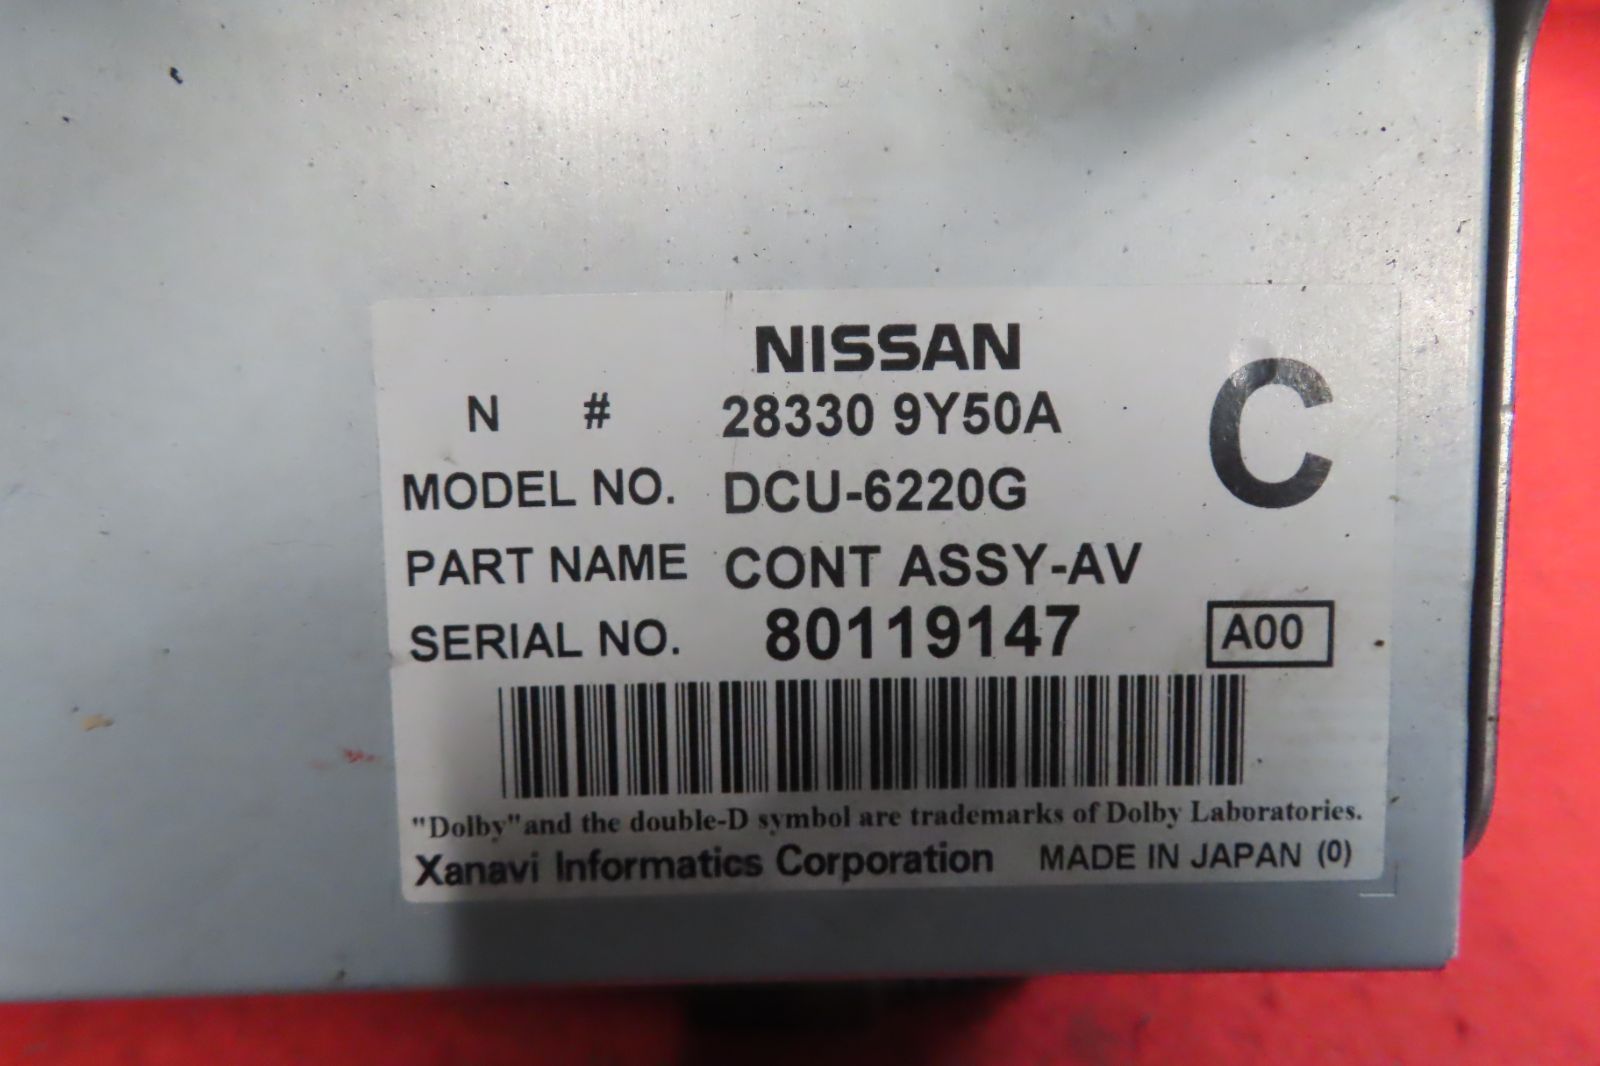 NISSAN
N # 28330 9Y50A
C
MODEL NO. DCU-6220G
PART NAME CONT ASSY-AV
SERIAL NO. 80119147 A00
"Dolby"and the double-D symbol are trademarks of Dolby Laboratories.
Xanavi Informatics Corporation MADE IN JAPAN (0)